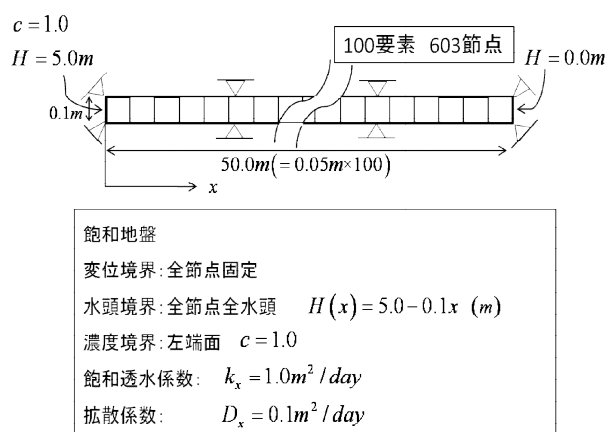 c = 1.0
H = 5.0m
100要素 603節点
H = 0.0m
0.1m
50.0m(= 0.05m×100)
x
飽和地盤
変位境界:全節点固定
水頭境界:全節点全水頭 H(x) = 5.0 − 0.1x (m)
濃度境界:左端面 c = 1.0
飽和透水係数: kₓ = 1.0m² / day
拡散係数: Dₓ = 0.1m² / day